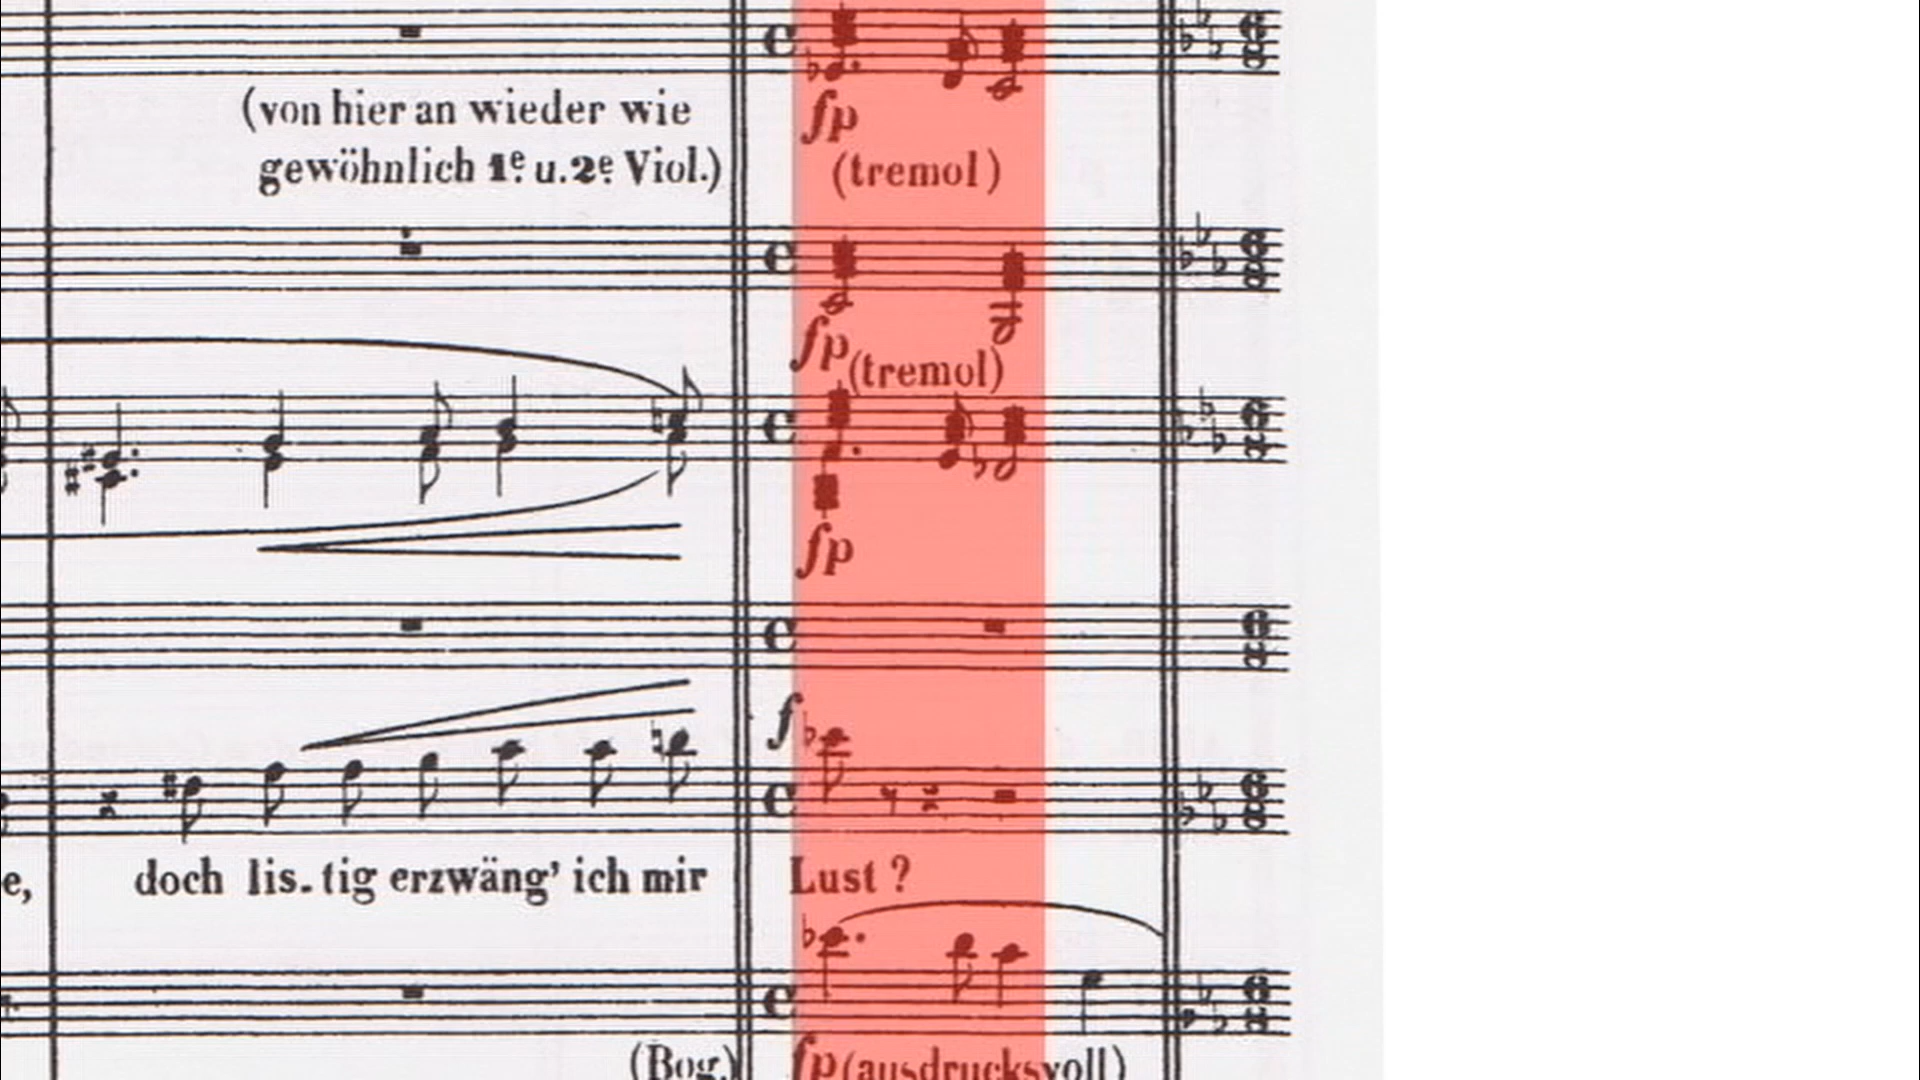 fp
(von hier an wieder wie
gewöhnlich 1e u. 2e Viol.)
(tremol)
fp
(tremol)
fp
f
e,
doch lis-tig erzwäng' ich mir
Lust ?
(Bog.)
fp (ausdrucksvoll)